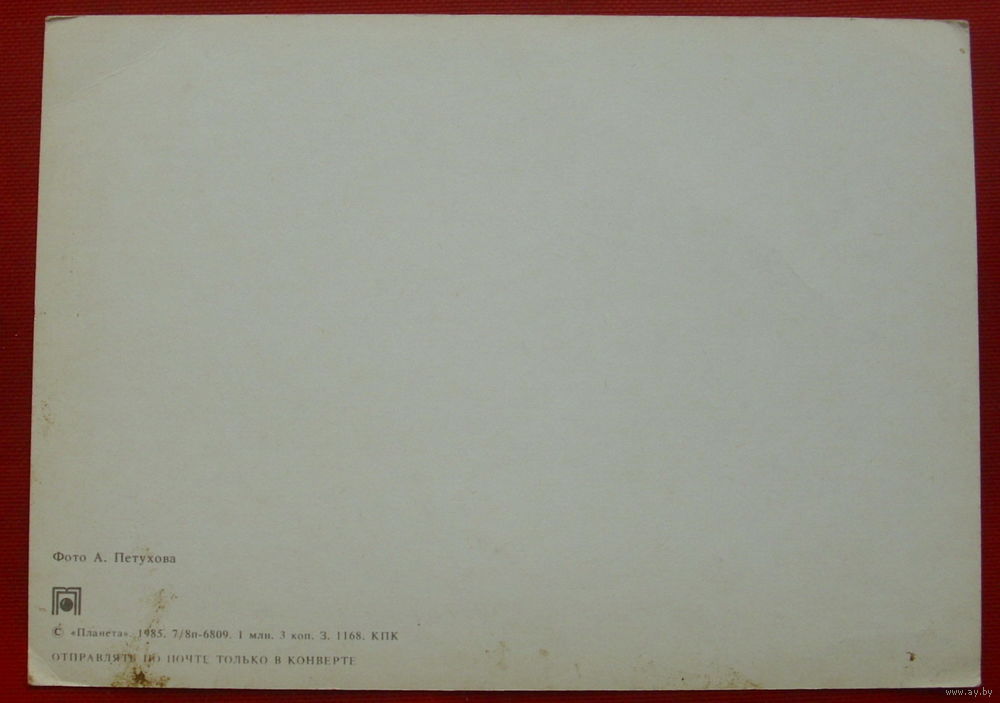 Фото А. Петухова
© «Планета». 1985. 7/8п-6809. 1 млн. 3 коп. З. 1168. КПК
ОТПРАВЛЯТЬ ПО ПОЧТЕ ТОЛЬКО В КОНВЕРТЕ
www.ay.by